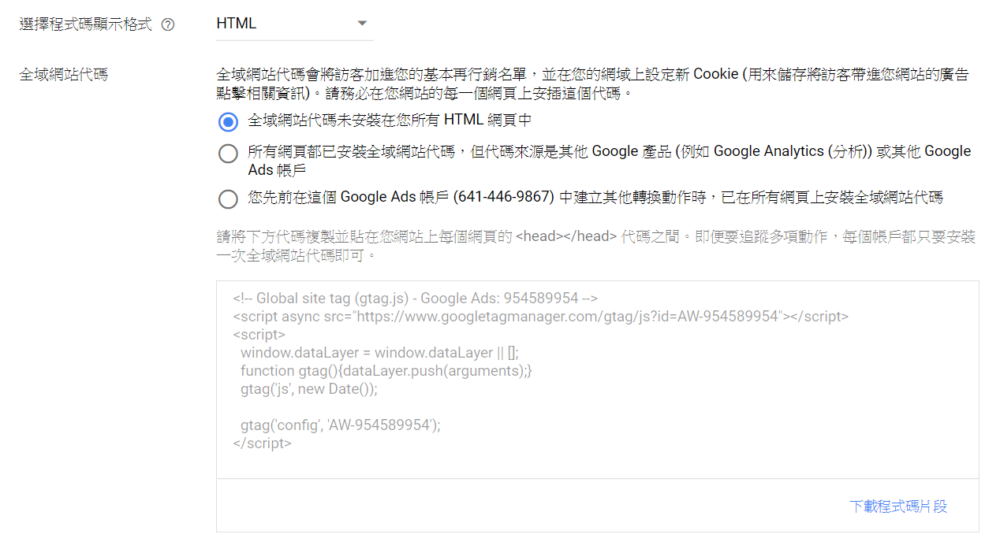 選擇程式碼顯示格式
HTML
全域網站代碼
全域網站代碼會將訪客加進您的基本再行銷名單，並在您的網域上設定新 Cookie (用來儲存將訪客帶進您網站的廣告
點擊相關資訊)。請務必在您網站的每一個網頁上安插這個代碼。
全域網站代碼未安裝在您所有 HTML 網頁中
所有網頁都已安裝全域網站代碼，但代碼來源是其他 Google 產品 (例如 Google Analytics (分析)) 或其他 Google
Ads 帳戶
您先前在這個 Google Ads 帳戶 (641-446-9867) 中建立其他轉換動作時，已在所有網頁上安裝全域網站代碼
請將下方代碼複製並貼在您網站上每個網頁的 <head></head> 代碼之間。即便要追蹤多項動作，每個帳戶都只要安裝
一次全域網站代碼即可。
<!-- Global site tag (gtag.js) - Google Ads: 954589954 -->
<script async src="https://www.googletagmanager.com/gtag/js?id=AW-954589954"></script>
<script>
window.dataLayer = window.dataLayer || [];
function gtag(){dataLayer.push(arguments);}
gtag('js', new Date());
gtag('config', 'AW-954589954');
</script>
下載程式碼片段